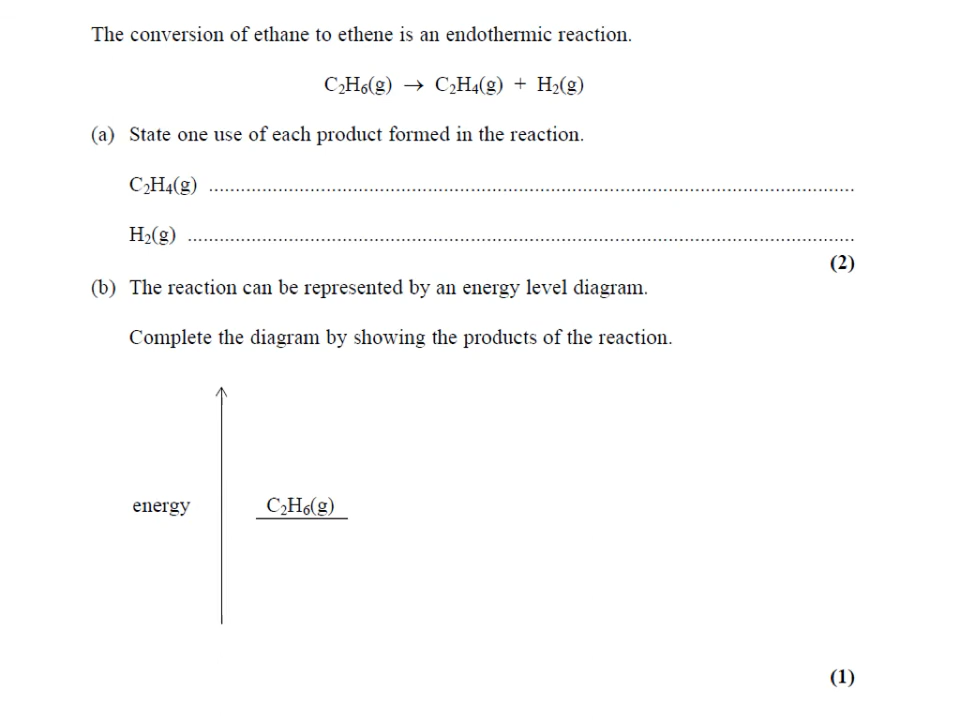 The conversion of ethane to ethene is an endothermic reaction.
C₂H₆(g) → C₂H₄(g) + H₂(g)
(a) State one use of each product formed in the reaction.
C₂H₄(g) ........................................................................................................................
H₂(g) ............................................................................................................................
(2)
(b) The reaction can be represented by an energy level diagram.
Complete the diagram by showing the products of the reaction.
energy C₂H₆(g)
(1)